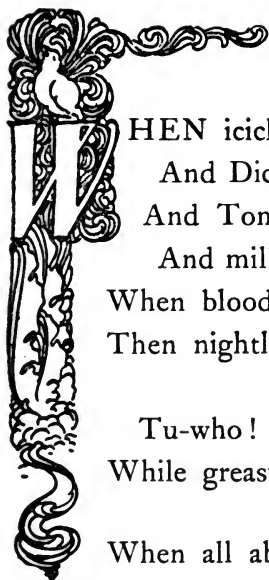 WHEN icicl
And Dic
And Tom
And mil
When blood
Then nightl
Tu-who!
While greas
When all ab